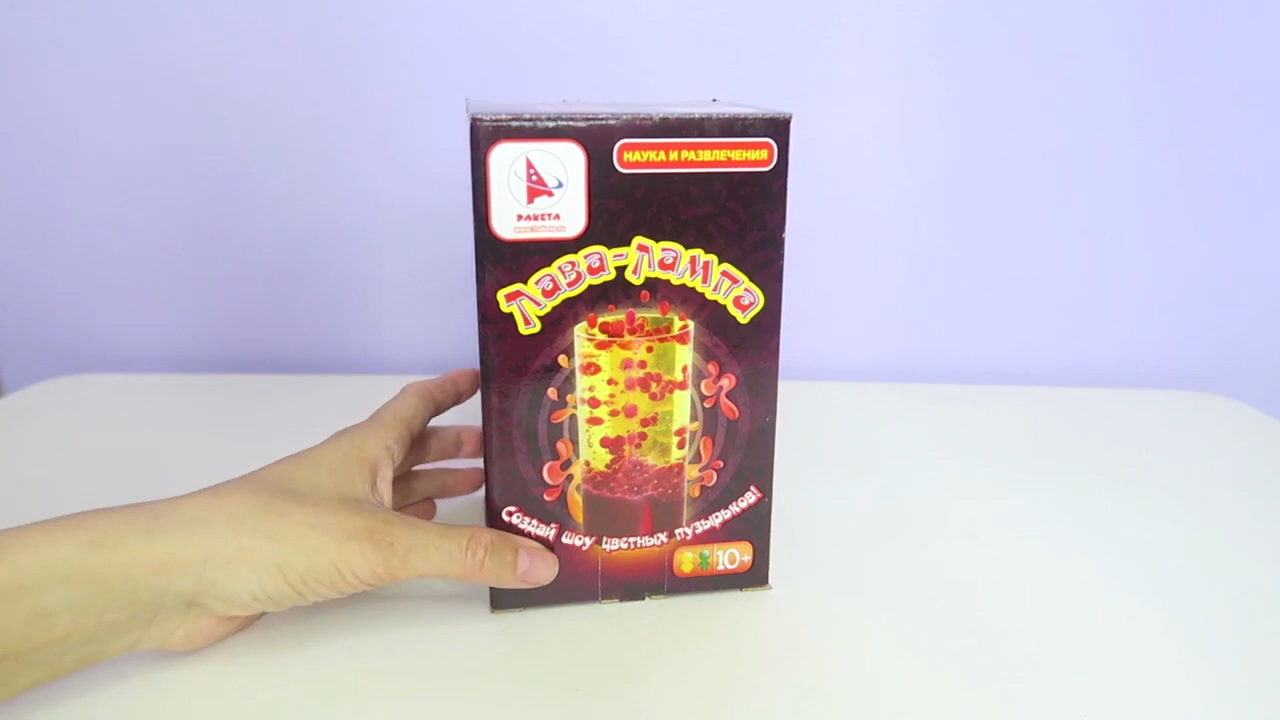 НАУКА И РАЗВЛЕЧЕНИЯ
РАКЕТА
Лава-Лампа
Создай шоу цветных пузырьков!
10+